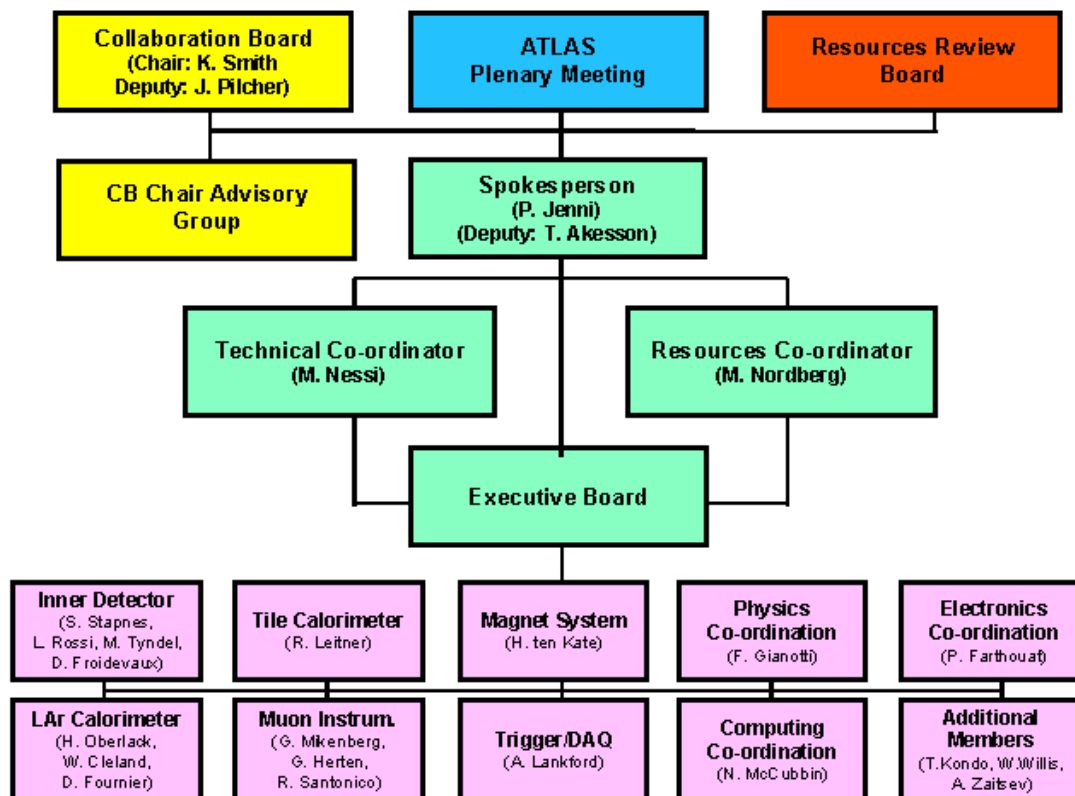 Collaboration Board
(Chair: K. Smith
Deputy: J. Pilcher)
ATLAS
Plenary Meeting
Resources Review
Board
CB Chair Advisory
Group
Spokesperson
(P. Jenni)
(Deputy: T. Akesson)
Technical Co-ordinator
(M. Nessi)
Resources Co-ordinator
(M. Nordberg)
Executive Board
Inner Detector
(S. Stapnes,
L. Rossi, M. Tyndel,
D. Froidevaux)
Tile Calorimeter
(R. Leitner)
Magnet System
(H. ten Kate)
Physics
Co-ordination
(F. Gianotti)
Electronics
Co-ordination
(P. Farthouat)
LAr Calorimeter
(H. Oberlack,
W. Cleland,
D. Fournier)
Muon Instrum.
(G. Mikenberg,
G. Herten,
R. Santonico)
Trigger/DAQ
(A. Lankford)
Computing
Co-ordination
(N. McCubbin)
Additional
Members
(T.Kondo, W.Willis,
A. Zaitsev)